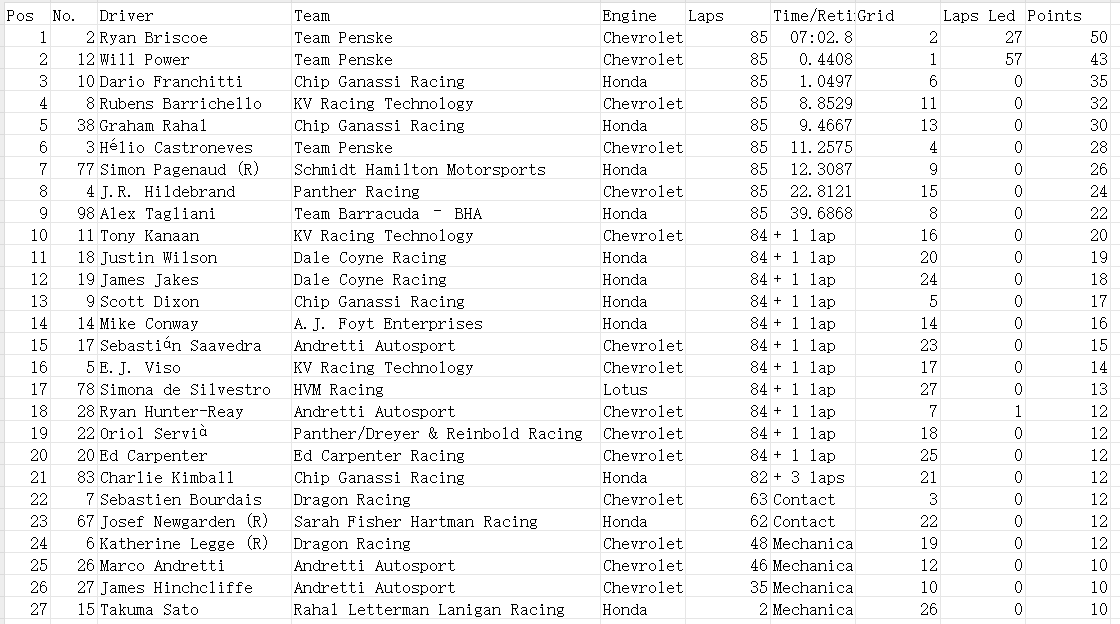 Pos No. Driver Team Engine Laps Time/Reti Grid Laps Led Points
1 2 Ryan Briscoe Team Penske Chevrolet 85 07:02.8 2 27 50
2 12 Will Power Team Penske Chevrolet 85 0.4408 1 57 43
3 10 Dario Franchitti Chip Ganassi Racing Honda 85 1.0497 6 0 35
4 8 Rubens Barrichello KV Racing Technology Chevrolet 85 8.8529 11 0 32
5 38 Graham Rahal Chip Ganassi Racing Honda 85 9.4667 13 0 30
6 3 Hélio Castroneves Team Penske Chevrolet 85 11.2575 4 0 28
7 77 Simon Pagenaud (R) Schmidt Hamilton Motorsports Honda 85 12.3087 9 0 26
8 4 J.R. Hildebrand Panther Racing Chevrolet 85 22.8121 15 0 24
9 98 Alex Tagliani Team Barracuda – BHA Honda 85 39.6868 8 0 22
10 11 Tony Kanaan KV Racing Technology Chevrolet 84 + 1 lap 16 0 20
11 18 Justin Wilson Dale Coyne Racing Honda 84 + 1 lap 20 0 19
12 19 James Jakes Dale Coyne Racing Honda 84 + 1 lap 24 0 18
13 9 Scott Dixon Chip Ganassi Racing Honda 84 + 1 lap 5 0 17
14 14 Mike Conway A.J. Foyt Enterprises Honda 84 + 1 lap 14 0 16
15 17 Sebastián Saavedra Andretti Autosport Chevrolet 84 + 1 lap 23 0 15
16 5 E.J. Viso KV Racing Technology Chevrolet 84 + 1 lap 17 0 14
17 78 Simona de Silvestro HVM Racing Lotus 84 + 1 lap 27 0 13
18 28 Ryan Hunter-Reay Andretti Autosport Chevrolet 84 + 1 lap 7 1 12
19 22 Oriol Servià Panther/Dreyer & Reinbold Racing Chevrolet 84 + 1 lap 18 0 12
20 20 Ed Carpenter Ed Carpenter Racing Chevrolet 84 + 1 lap 25 0 12
21 83 Charlie Kimball Chip Ganassi Racing Honda 82 + 3 laps 21 0 12
22 7 Sebastien Bourdais Dragon Racing Chevrolet 63 Contact 3 0 12
23 67 Josef Newgarden (R) Sarah Fisher Hartman Racing Honda 62 Contact 22 0 12
24 6 Katherine Legge (R) Dragon Racing Chevrolet 48 Mechanica 19 0 12
25 26 Marco Andretti Andretti Autosport Chevrolet 46 Mechanica 12 0 10
26 27 James Hinchcliffe Andretti Autosport Chevrolet 35 Mechanica 10 0 10
27 15 Takuma Sato Rahal Letterman Lanigan Racing Honda 2 Mechanica 26 0 10